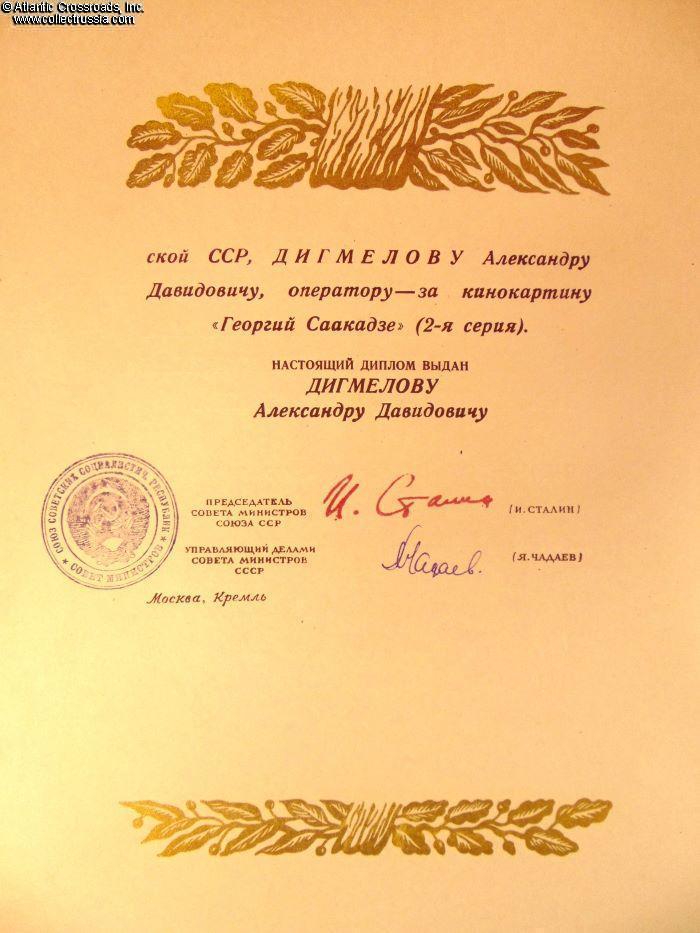 © Atlantic Crossroads, Inc.
www.collectrussia.com
ской ССР, ДИГМЕЛОВУ Александру
Давидовичу, оператору—за кинокартину
«Георгий Саакадзе» (2-я серия).
НАСТОЯЩИЙ ДИПЛОМ ВЫДАН
ДИГМЕЛОВУ
Александру Давидовичу
СОЮЗ СОВЕТСКИХ СОЦИАЛИСТИЧ. РЕСПУБЛИК
★ СОВЕТ МИНИСТРОВ ★
ПРЕДСЕДАТЕЛЬ
СОВЕТА МИНИСТРОВ
СОЮЗА ССР
И. Сталин
(И. СТАЛИН)
УПРАВЛЯЮЩИЙ ДЕЛАМИ
СОВЕТА МИНИСТРОВ
СССР
ЯЧадаев.
(Я. ЧАДАЕВ)
Москва, Кремль